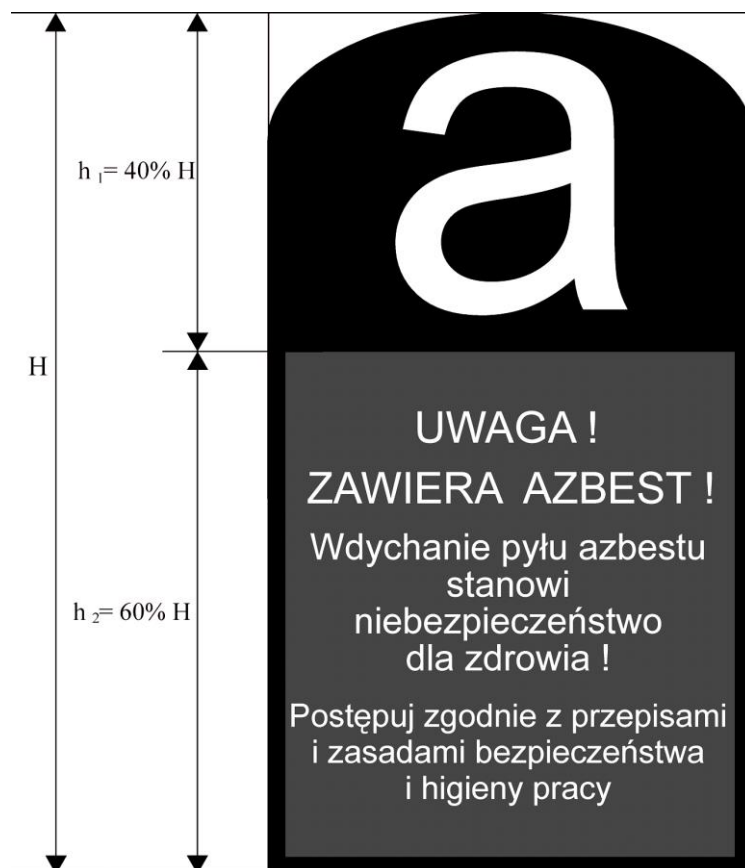 a
h 1= 40% H
H
UWAGA !
ZAWIERA AZBEST !
Wdychanie pyłu azbestu
stanowi
niebezpieczeństwo
dla zdrowia !
h 2= 60% H
Postępuj zgodnie z przepisami
i zasadami bezpieczeństwa
i higieny pracy